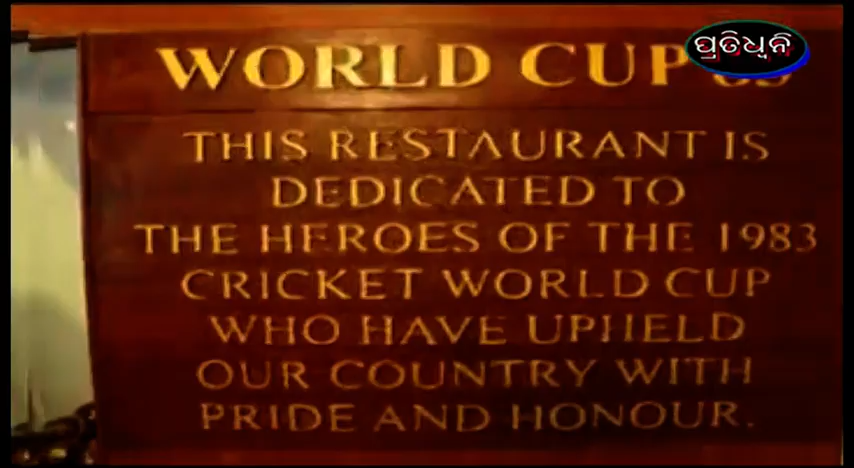 WORLD CUP 83
ପ୍ରତିଧ୍ୱନି
THIS RESTAURANT IS
DEDICATED TO
THE HEROES OF THE 1983
CRICKET WORLD CUP
WHO HAVE UPHELD
OUR COUNTRY WITH
PRIDE AND HONOUR.